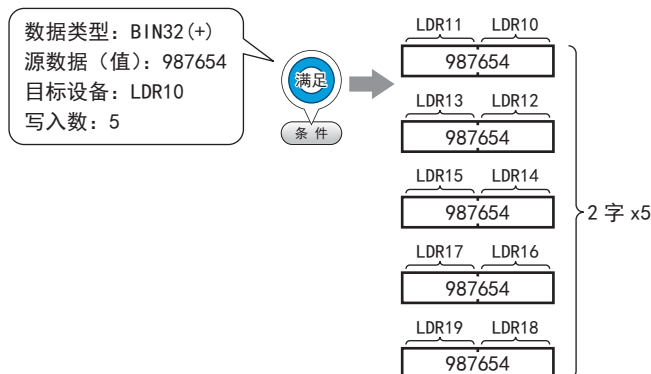 数据类型：BIN32(+)
源数据（值）：987654
目标设备：LDR10
写入数：5
满足
条件
LDR11 LDR10
987654
LDR13 LDR12
987654
LDR15 LDR14
987654
LDR17 LDR16
987654
LDR19 LDR18
987654
2 字 x5